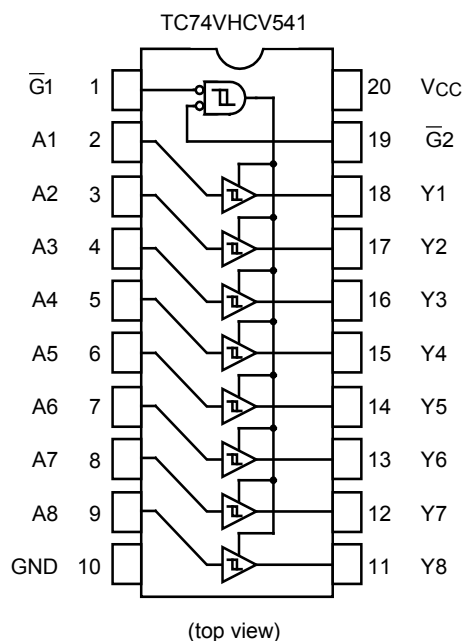 TC74VHCV541
G̅1 1 20 VCC
A1 2 19 G̅2
A2 3 18 Y1
A3 4 17 Y2
A4 5 16 Y3
A5 6 15 Y4
A6 7 14 Y5
A7 8 13 Y6
A8 9 12 Y7
GND 10 11 Y8
(top view)